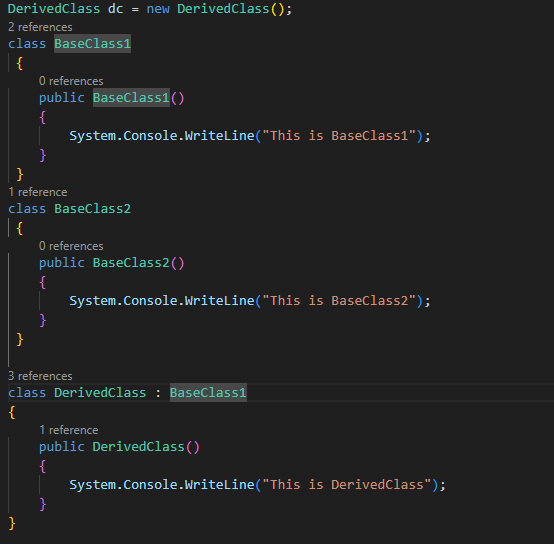 DerivedClass dc = new DerivedClass();
2 references
class BaseClass1
{
0 references
public BaseClass1()
{
System.Console.WriteLine("This is BaseClass1");
}
}
1 reference
class BaseClass2
{
0 references
public BaseClass2()
{
System.Console.WriteLine("This is BaseClass2");
}
}
3 references
class DerivedClass : BaseClass1
{
1 reference
public DerivedClass()
{
System.Console.WriteLine("This is DerivedClass");
}
}